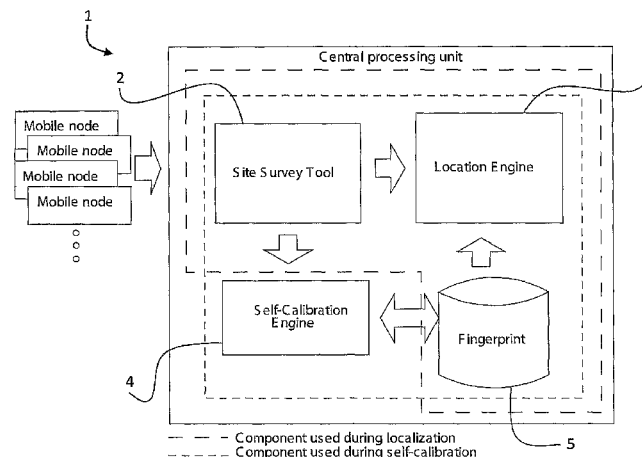 1
Central processing unit
2
Mobile node
Mobile node
Mobile node
Mobile node
Site Survey Tool
Location Engine
Self-Calibration
Engine
Fingerprint
4
5
Component used during localization
Component used during self-calibration